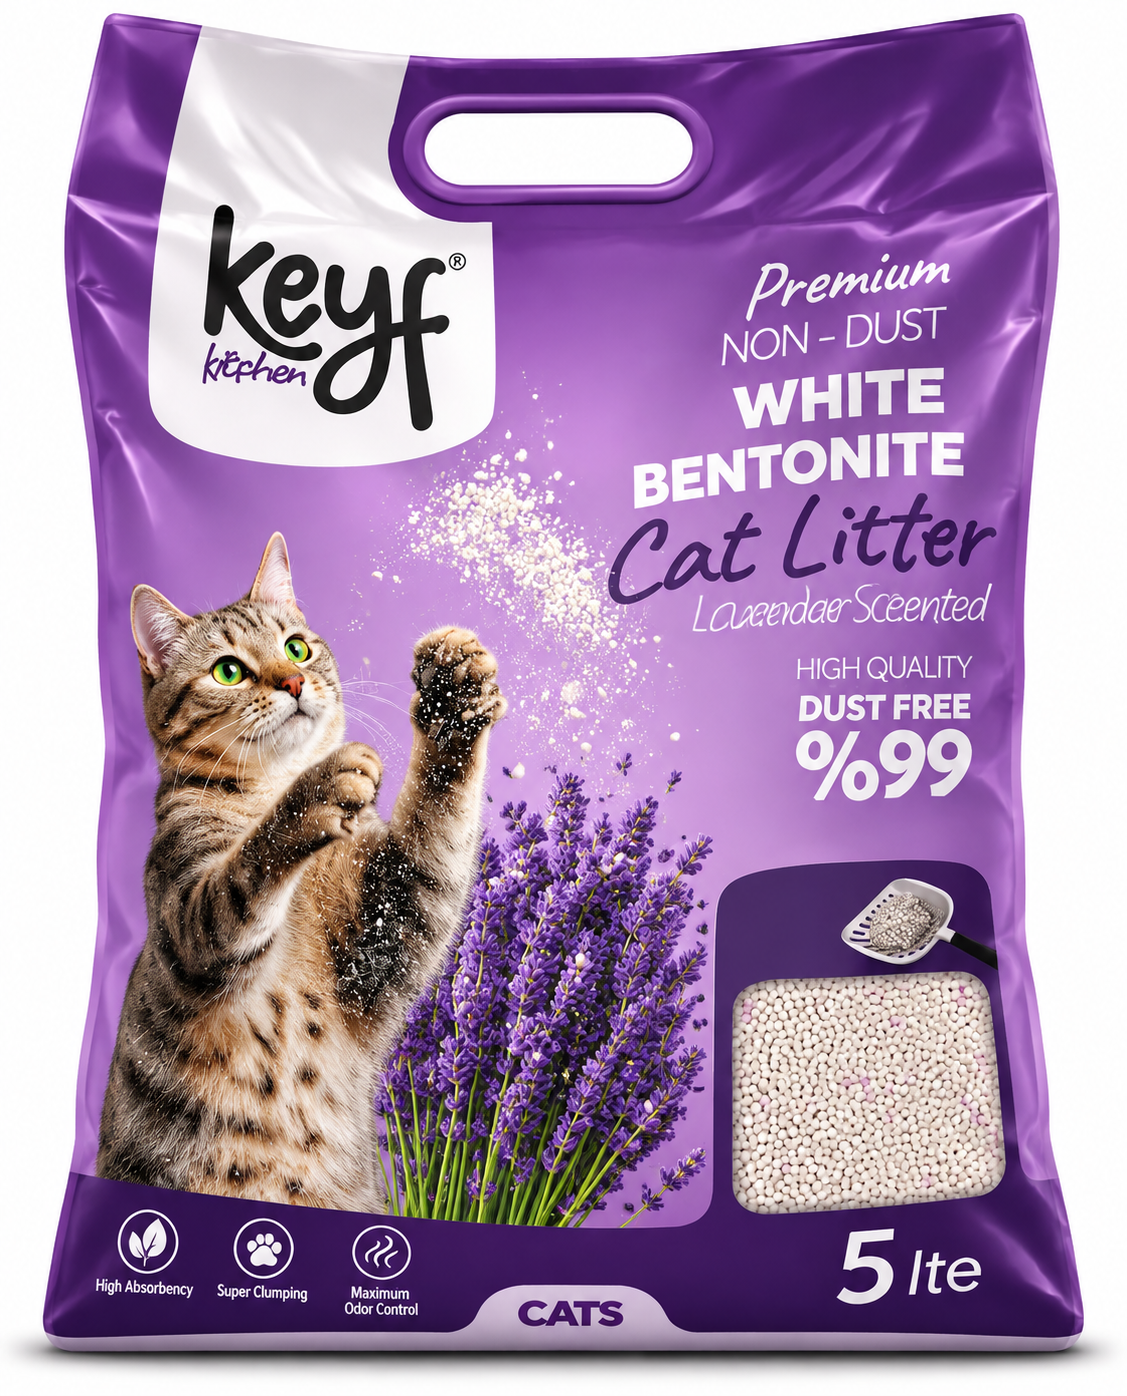 keyf®
kitchen
Premium
NON – DUST
WHITE
BENTONITE
Cat Litter
Scented
HIGH QUALITY
DUST FREE
%99
High Absorbency
Super Clumping
Maximum
Odor Control
CATS
5 lte